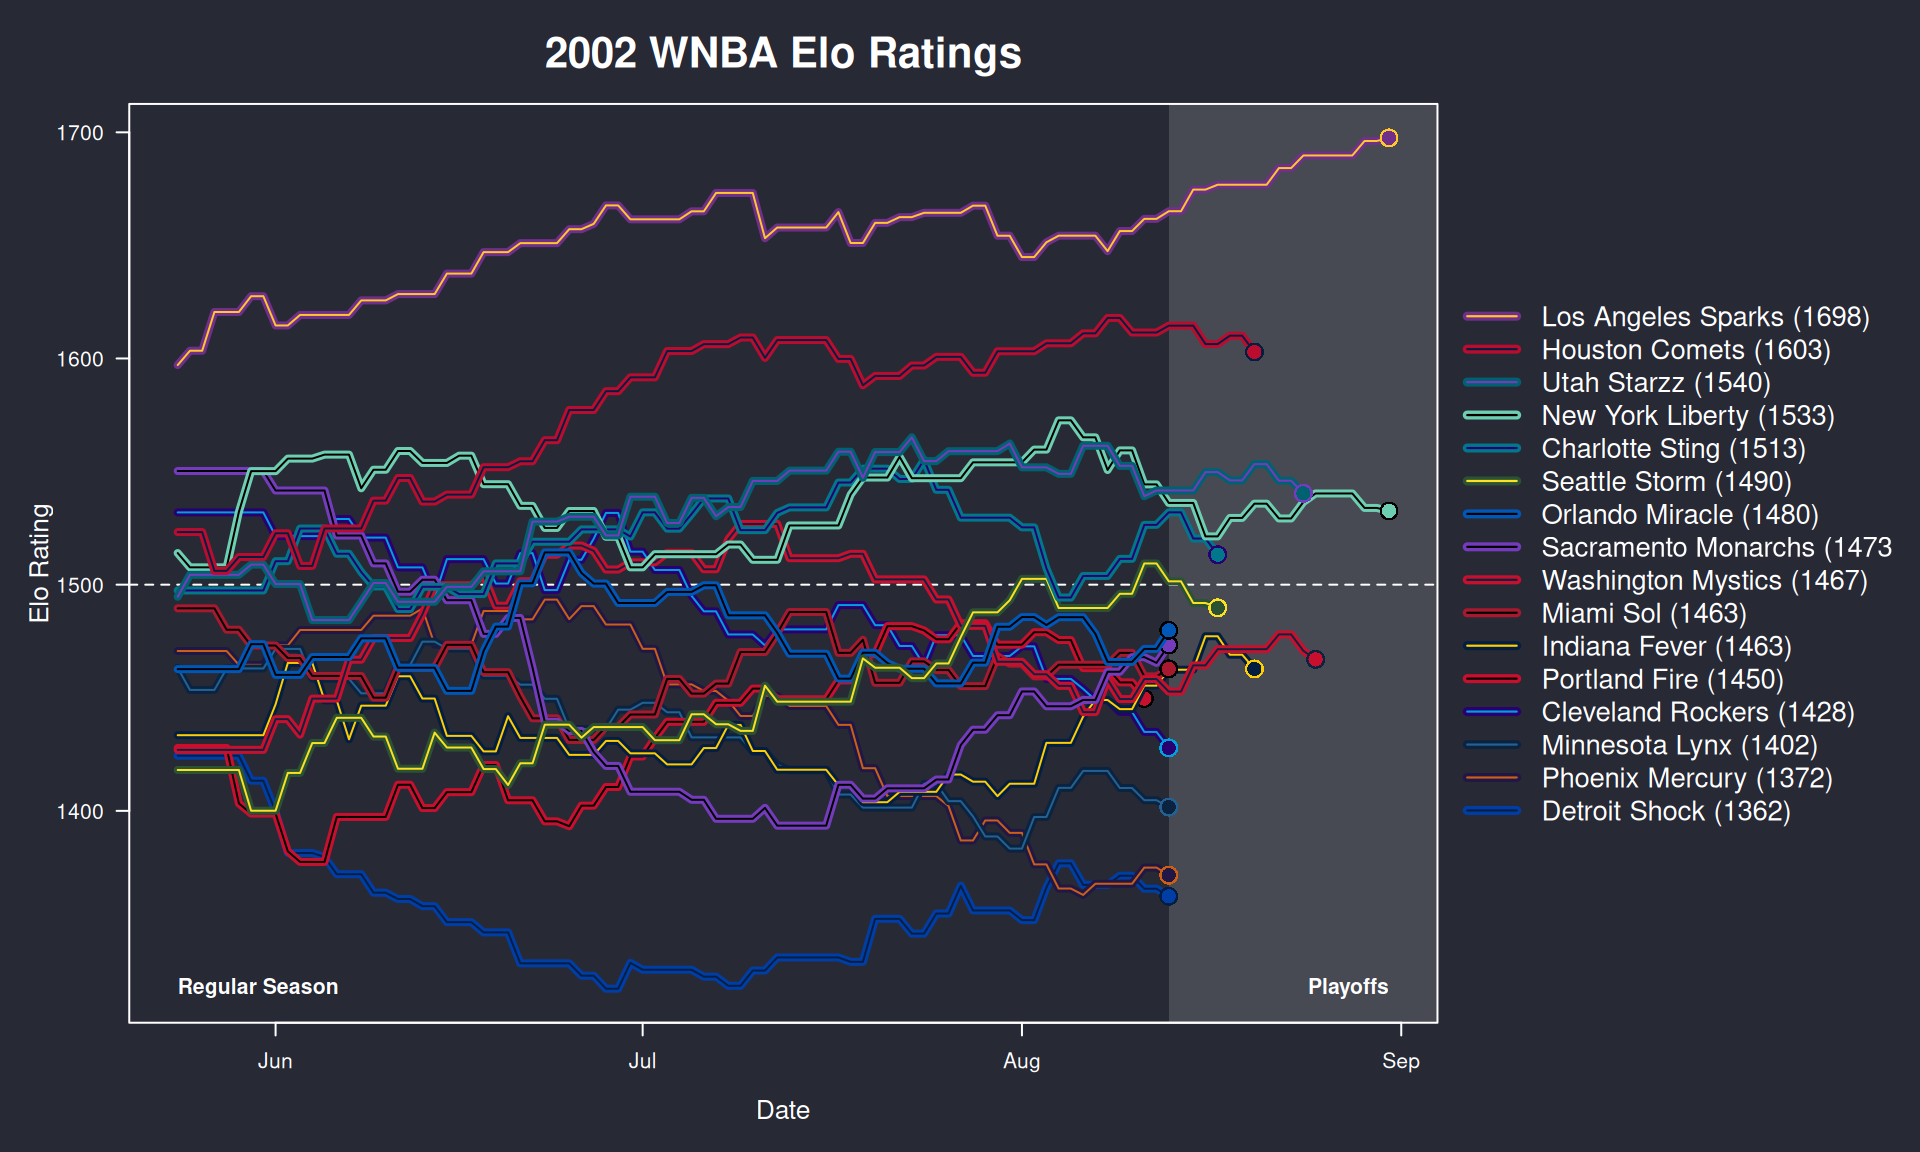 2002 WNBA Elo Ratings
1700
1600
1500
1400
Elo Rating
Regular Season
Playoffs
Jun
Jul
Aug
Sep
Date
Los Angeles Sparks (1698)
Houston Comets (1603)
Utah Starzz (1540)
New York Liberty (1533)
Charlotte Sting (1513)
Seattle Storm (1490)
Orlando Miracle (1480)
Sacramento Monarchs (1473
Washington Mystics (1467)
Miami Sol (1463)
Indiana Fever (1463)
Portland Fire (1450)
Cleveland Rockers (1428)
Minnesota Lynx (1402)
Phoenix Mercury (1372)
Detroit Shock (1362)